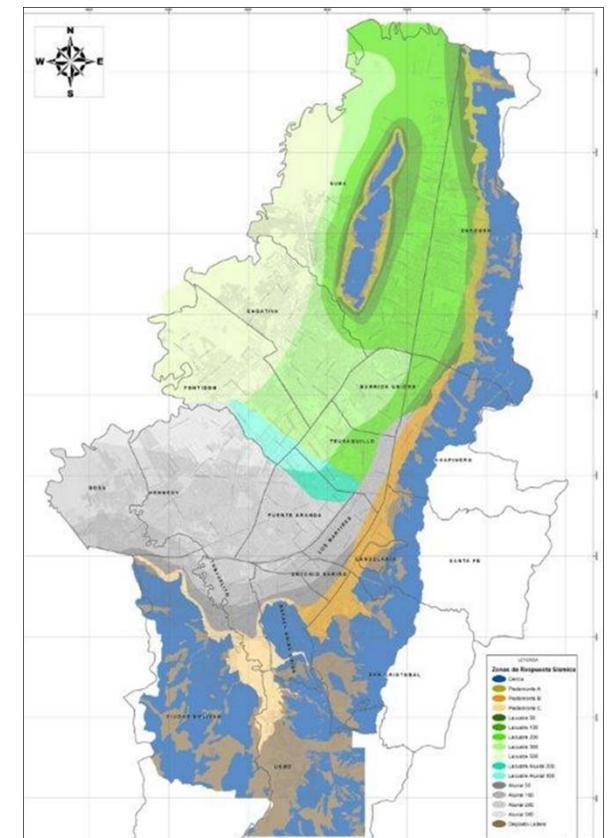 N
W E
S
SUBA
USAQUEN
ENGATIVA
FONTIBON
BARRIOS UNIDOS
TEUSAQUILLO
CHAPINERO
BOSA
KENNEDY
PUENTE ARANDA
LOS MARTIRES
CANDELARIA
SANTA FE
ANTONIO NARIÑO
TUNJUELITO
SAN CRISTOBAL
CIUDAD BOLIVAR
USME
LEYENDA
Zonas de Respuesta Sísmica
Cerros
Piedemonte A
Piedemonte B
Piedemonte C
Lacustre 50
Lacustre 100
Lacustre 200
Lacustre 300
Lacustre 500
Lacustre Aluvial 200
Lacustre Aluvial 300
Aluvial 50
Aluvial 100
Aluvial 200
Aluvial 300
Depósito Ladera